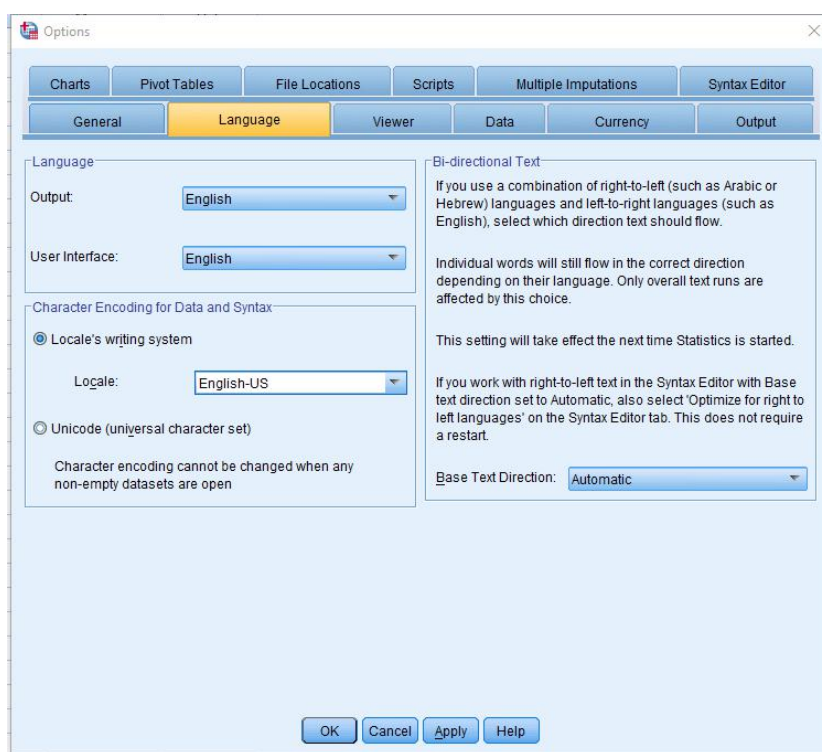 Options
Charts
Pivot Tables
File Locations
Scripts
Multiple Imputations
Syntax Editor
General
Language
Viewer
Data
Currency
Output
Language
Output:
English
User Interface:
English
Character Encoding for Data and Syntax
Locale's writing system
Locale:
English-US
Unicode (universal character set)
Character encoding cannot be changed when any
non-empty datasets are open
Bi-directional Text
If you use a combination of right-to-left (such as Arabic or
Hebrew) languages and left-to-right languages (such as
English), select which direction text should flow.
Individual words will still flow in the correct direction
depending on their language. Only overall text runs are
affected by this choice.
This setting will take effect the next time Statistics is started.
If you work with right-to-left text in the Syntax Editor with Base
text direction set to Automatic, also select 'Optimize for right to
left languages' on the Syntax Editor tab. This does not require
a restart.
Base Text Direction:
Automatic
OK
Cancel
Apply
Help